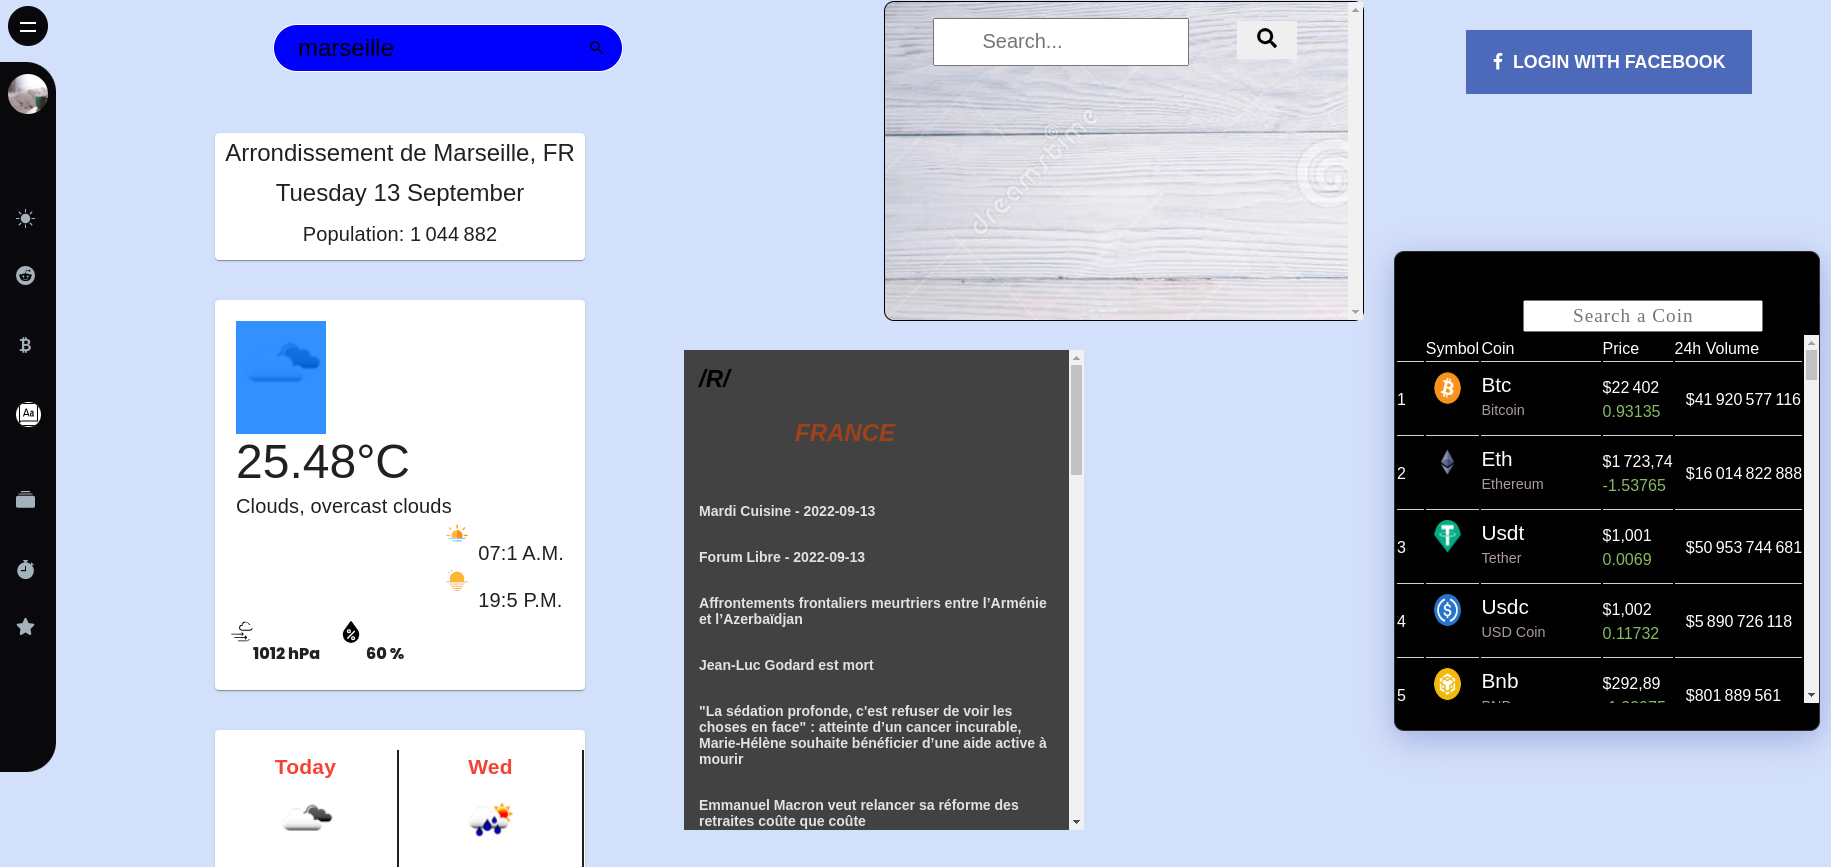 marseille
Arrondissement de Marseille, FR
Tuesday 13 September
Population: 1 044 882
25.48°C
Clouds, overcast clouds
07:1 A.M.
19:5 P.M.
1012 hPa
60 %
Today
Wed
Search...
dreamstime
/R/
FRANCE
Mardi Cuisine - 2022-09-13
Forum Libre - 2022-09-13
Affrontements frontaliers meurtriers entre l’Arménie
et l’Azerbaïdjan
Jean-Luc Godard est mort
"La sédation profonde, c'est refuser de voir les
choses en face" : atteinte d’un cancer incurable,
Marie-Hélène souhaite bénéficier d’une aide active à
mourir
Emmanuel Macron veut relancer sa réforme des
retraites coûte que coûte
LOGIN WITH FACEBOOK
Search a Coin
Symbol Coin Price 24h Volume
1 Btc $22 402 $41 920 577 116
Bitcoin 0.93135
2 Eth $1 723,74 $16 014 822 888
Ethereum -1.53765
3 Usdt $1,001 $50 953 744 681
Tether 0.0069
4 Usdc $1,002 $5 890 726 118
USD Coin 0.11732
5 Bnb $292,89 $801 889 561
Aa